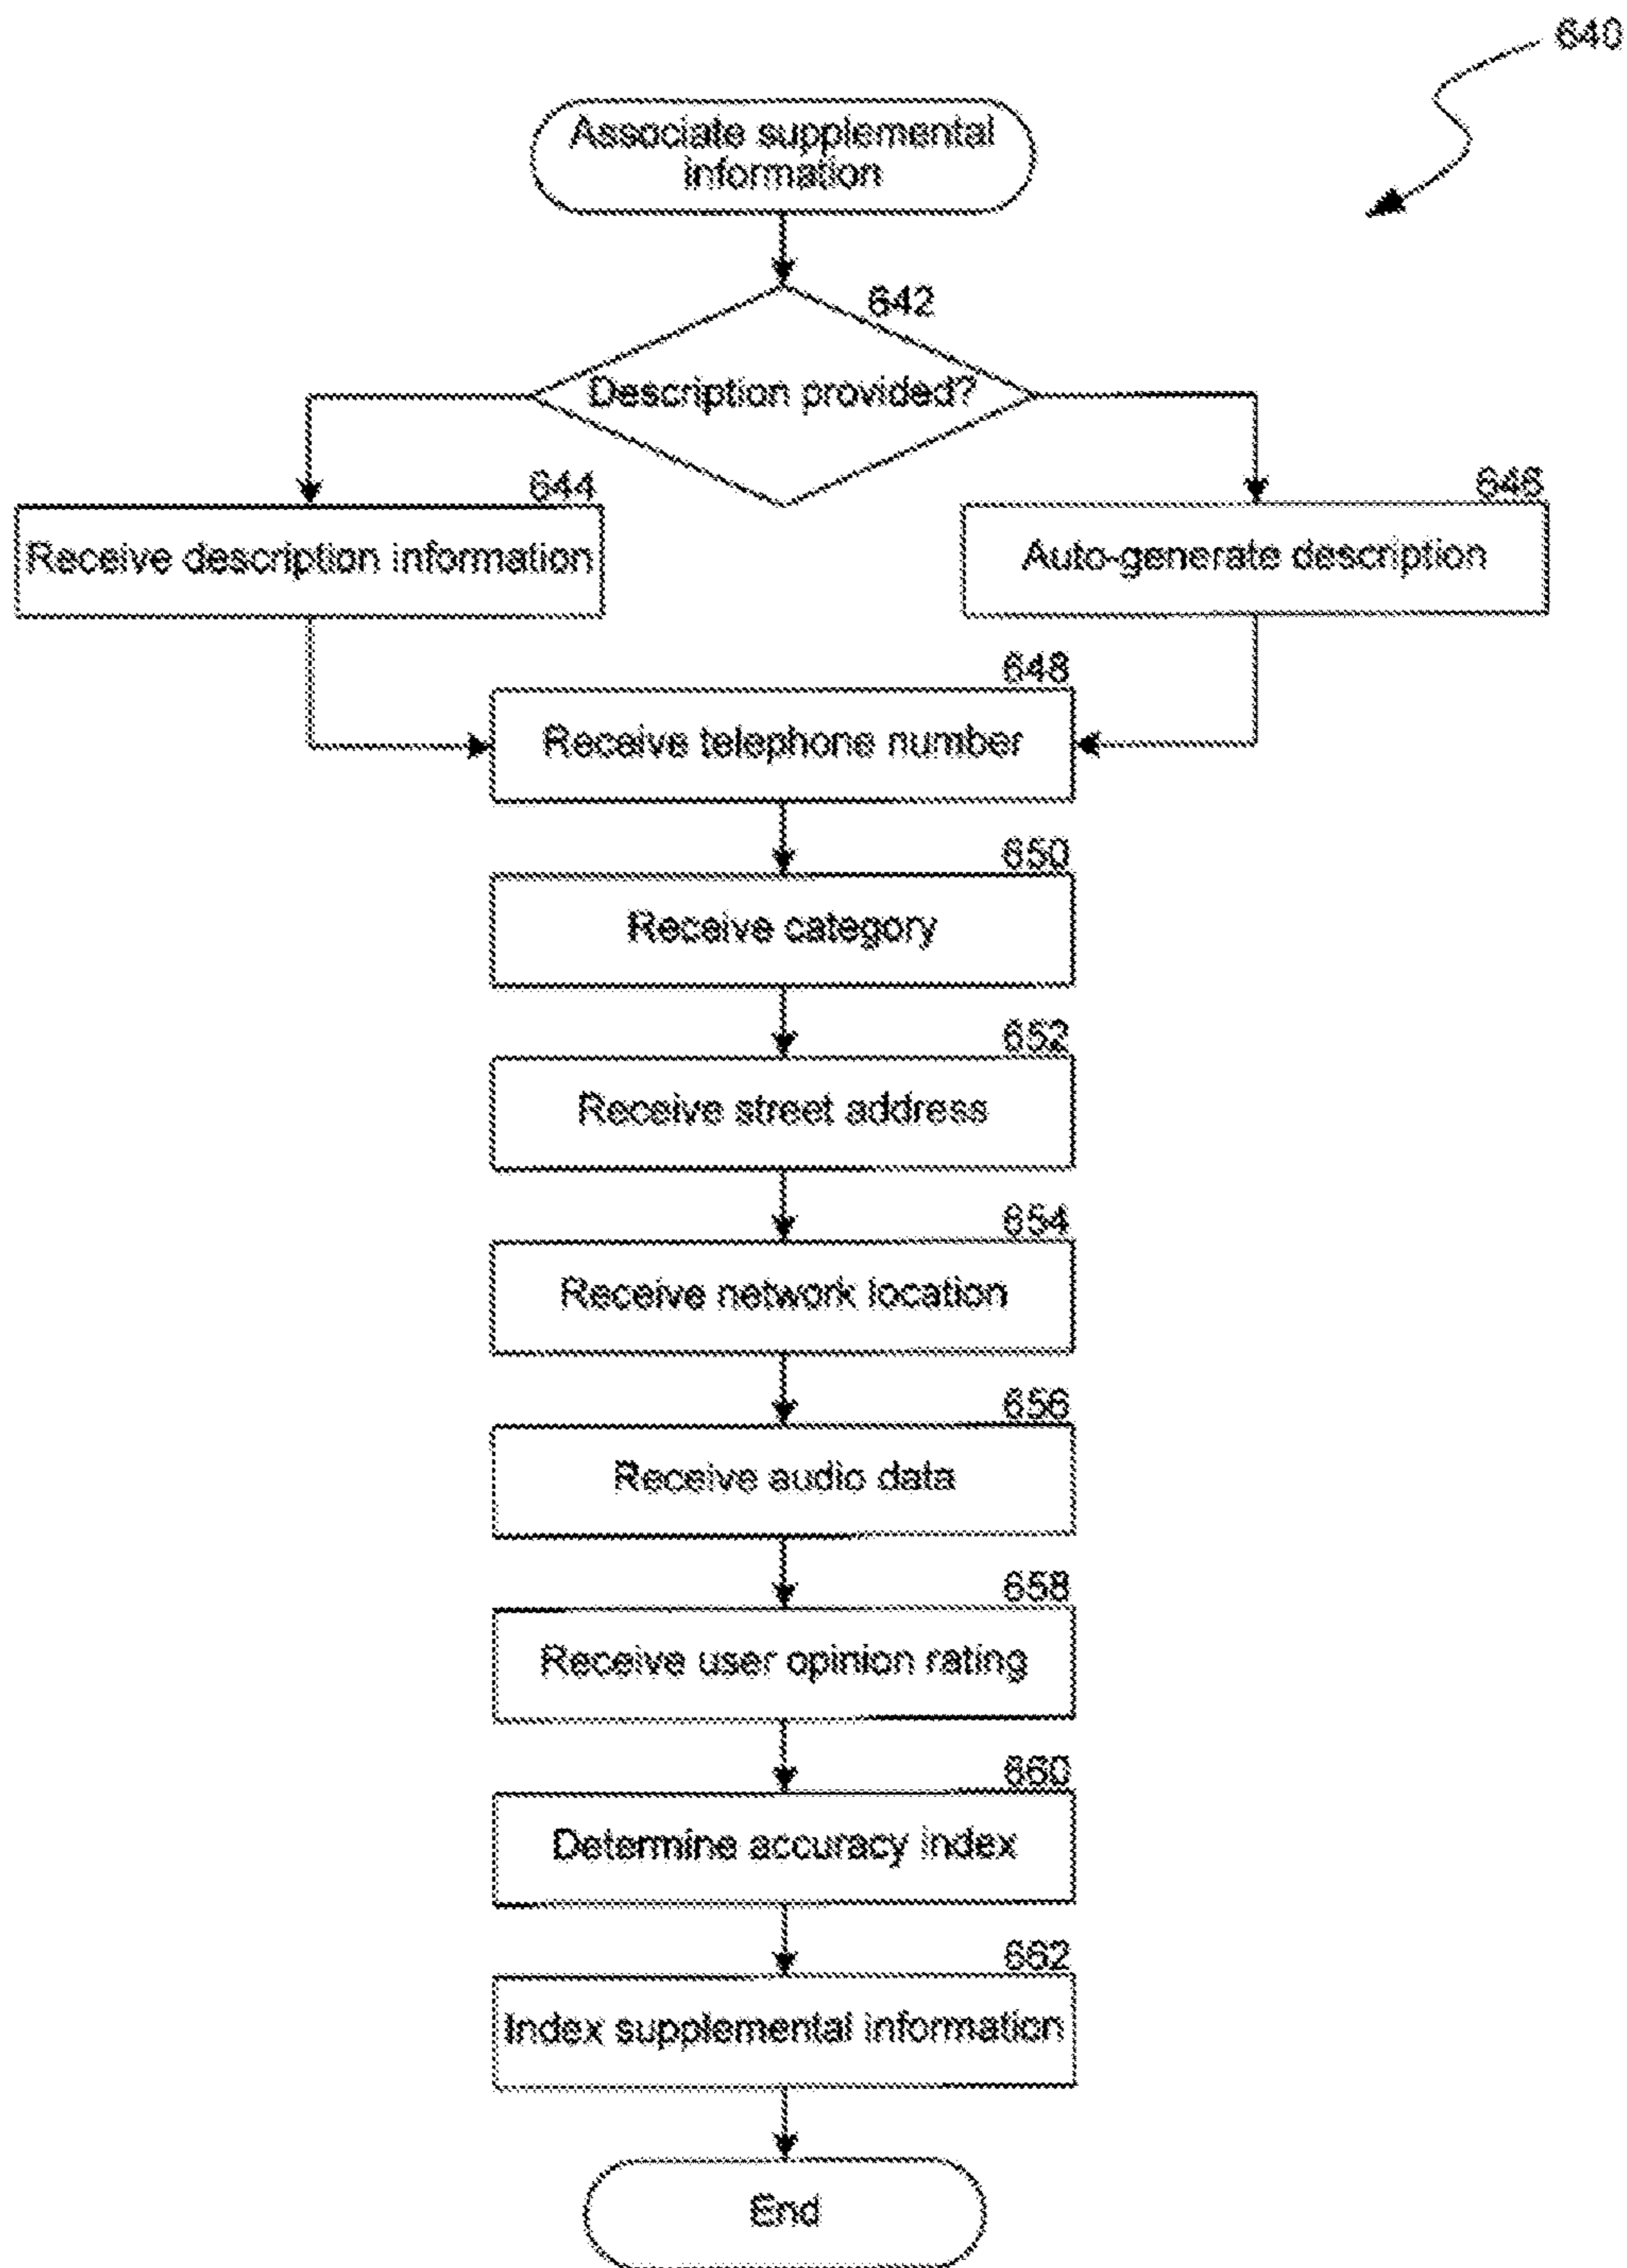 640
Associate supplemental
information
642
Description provided?
644
646
Receive description information
Auto-generate description
648
Receive telephone number
650
Receive category
652
Receive street address
654
Receive network location
656
Receive audio data
658
Receive user opinion rating
660
Determine accuracy index
662
Index supplemental information
End